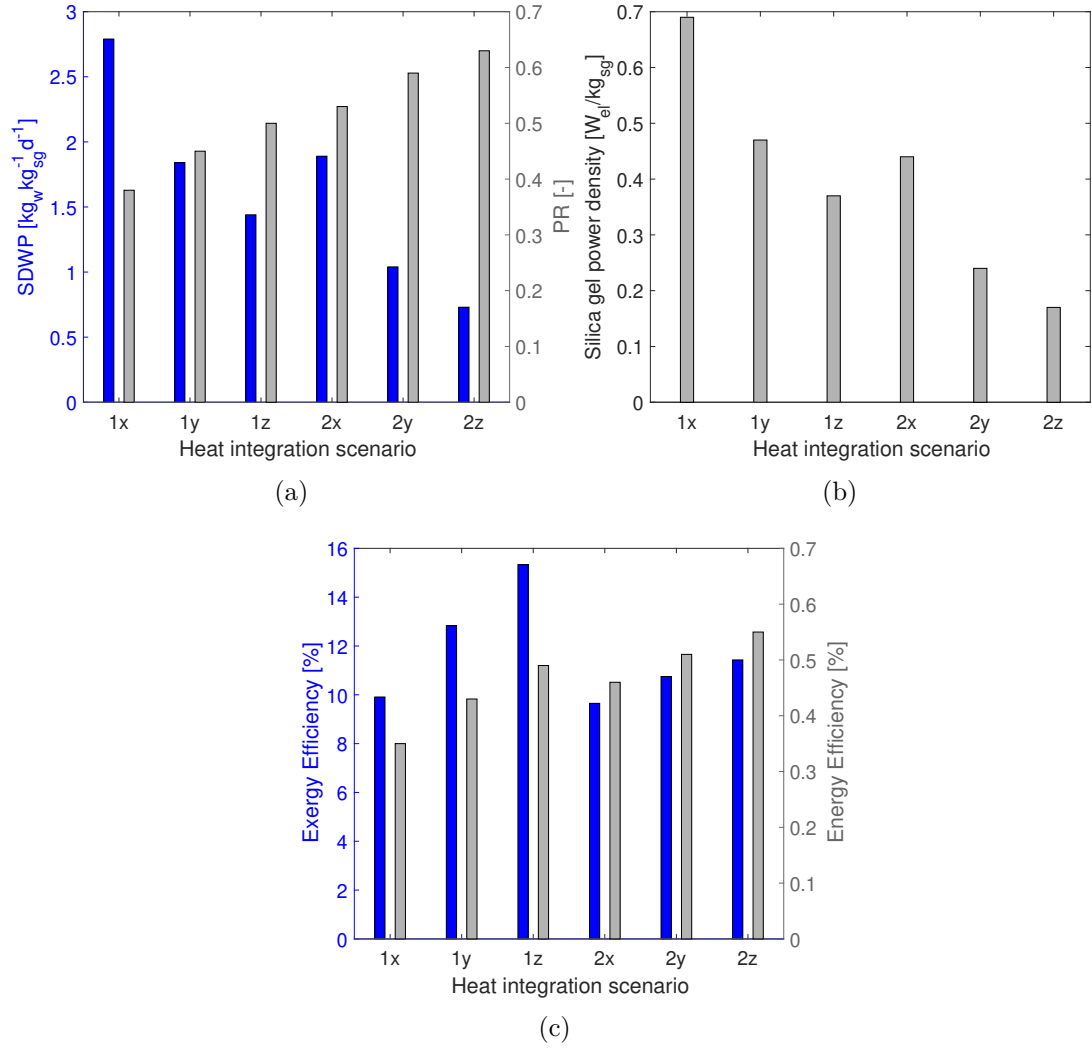 3
2.5
2
1.5
1
0.5
0
SDWP [kg_w kg_sg^-1 d^-1]
0.7
0.6
0.5
0.4
0.3
0.2
0.1
0
PR [-]
1x 1y 1z 2x 2y 2z
Heat integration scenario
(a)
0.7
0.6
0.5
0.4
0.3
0.2
0.1
0
Silica gel power density [W_el/kg_sg]
1x 1y 1z 2x 2y 2z
Heat integration scenario
(b)
16
14
12
10
8
6
4
2
0
Exergy Efficiency [%]
0.7
0.6
0.5
0.4
0.3
0.2
0.1
0
Energy Efficiency [%]
1x 1y 1z 2x 2y 2z
Heat integration scenario
(c)